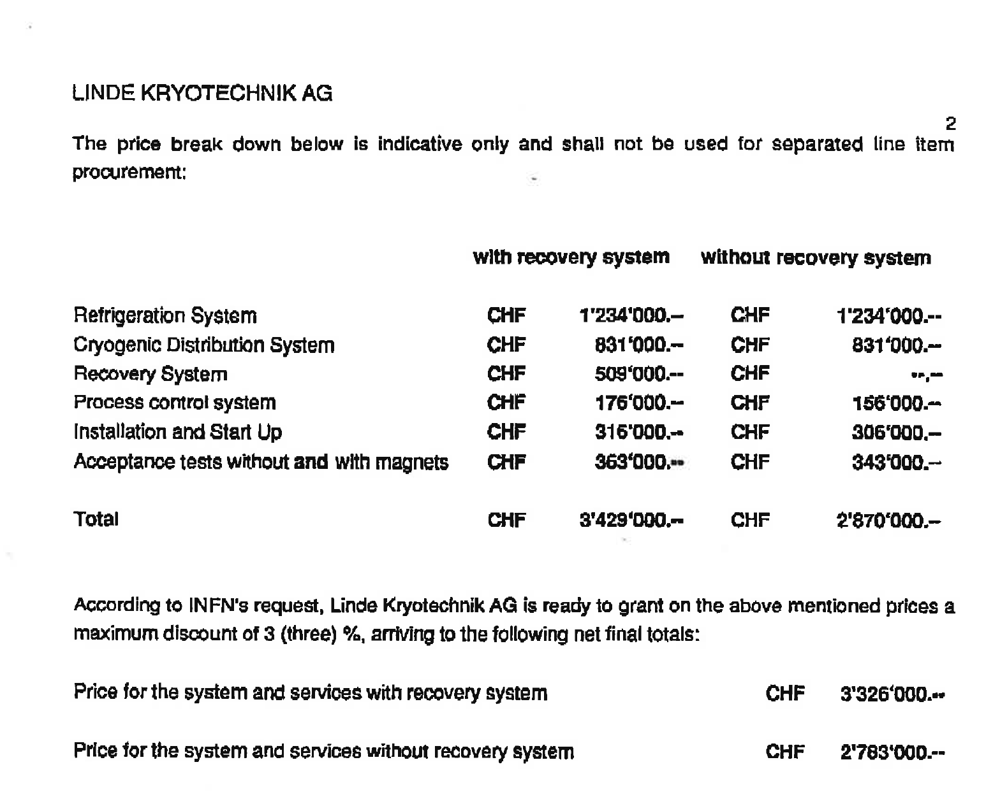 LINDE KRYOTECHNIK AG
2
The price break down below is indicative only and shall not be used for separated line item
procurement:
with recovery system without recovery system
Refrigeration System CHF 1'234'000.-- CHF 1'234'000.--
Cryogenic Distribution System CHF 831'000.-- CHF 831'000.--
Recovery System CHF 509'000.-- CHF --.--
Process control system CHF 176'000.-- CHF 156'000.--
Installation and Start Up CHF 316'000.-- CHF 306'000.--
Acceptance tests without and with magnets CHF 363'000.-- CHF 343'000.--
Total CHF 3'429'000.-- CHF 2'870'000.--
According to INFN's request, Linde Kryotechnik AG is ready to grant on the above mentioned prices a
maximum discount of 3 (three) %, arriving to the following net final totals:
Price for the system and services with recovery system CHF 3'326'000.--
Price for the system and services without recovery system CHF 2'783'000.--